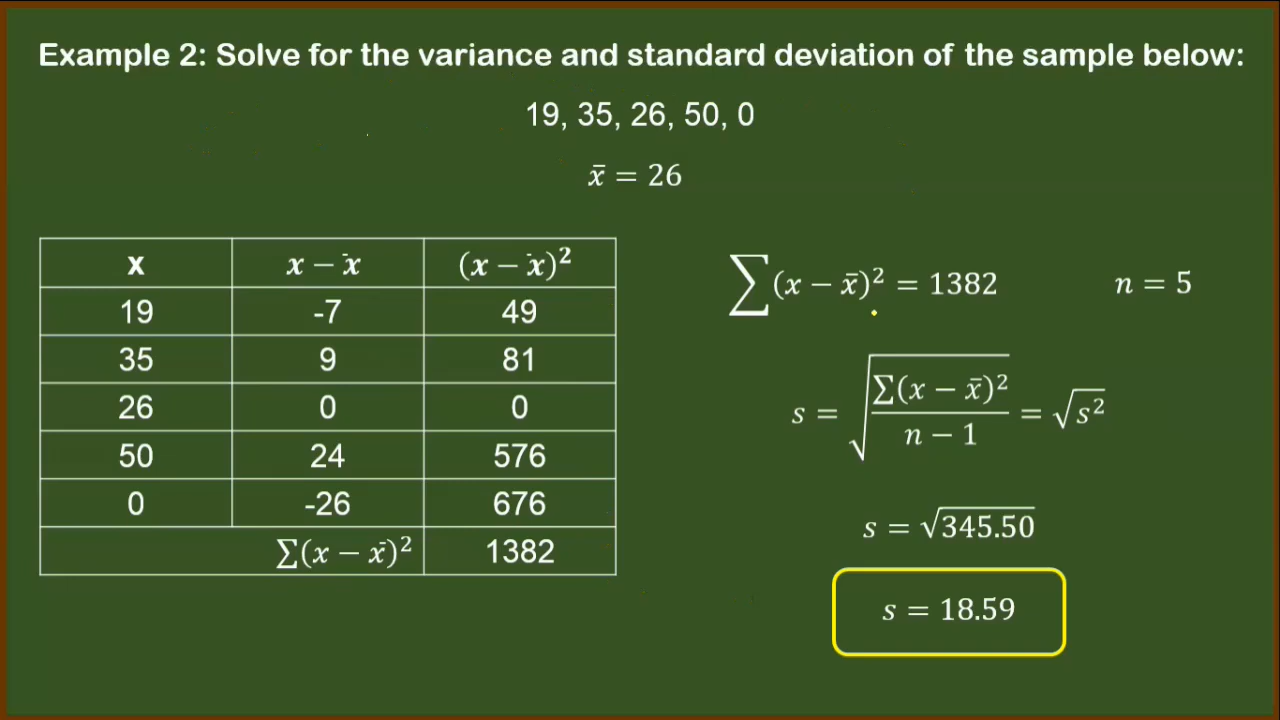 Example 2: Solve for the variance and standard deviation of the sample below:
19, 35, 26, 50, 0
x̄ = 26
x x − x̄ (x − x̄)²
19 -7 49
35 9 81
26 0 0
50 24 576
0 -26 676
∑(x − x̄)² 1382
∑(x − x̄)² = 1382 n = 5
s = √(∑(x − x̄)² / n − 1) = √s²
s = √345.50
s = 18.59